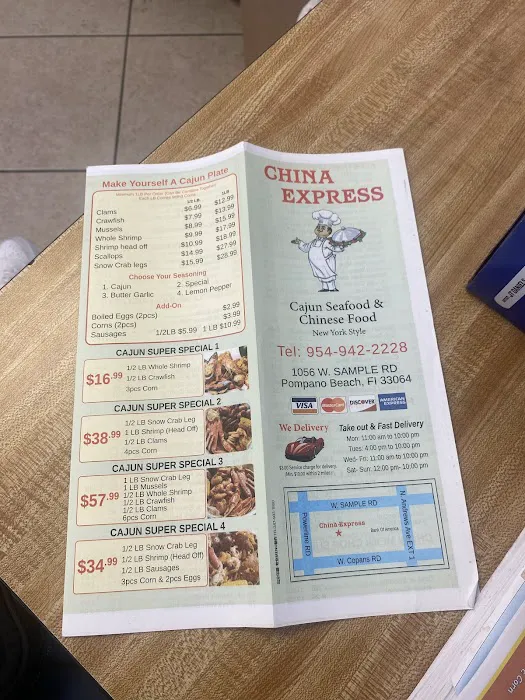 Make Yourself A Cajun Plate
1/2 LB 1LB
Clams $6.99 $12.99
Crawfish $7.99 $13.99
Mussels $8.99 $15.99
Whole Shrimp $9.99 $17.99
Shrimp head off $10.99 $18.99
Scallops $14.99 $27.99
Snow Crab legs $15.99 $28.99
Choose Your Seasoning
1. Cajun 2. Special
3. Butter Garlic 4. Lemon Pepper
Add-On
Boiled Eggs (2pcs) $2.99
Corns (2pcs) $3.99
Sausages 1/2LB $5.99 1 LB $10.99
CAJUN SUPER SPECIAL 1
$16.99
1/2 LB Whole Shrimp
1/2 LB Crawfish
3pcs Corn
CAJUN SUPER SPECIAL 2
$38.99
1/2 LB Snow Crab Leg
1 LB Shrimp (Head Off)
1/2 LB Clams
4pcs Corn
CAJUN SUPER SPECIAL 3
$57.99
1 LB Snow Crab Leg
1 LB Mussels
1/2 LB Whole Shrimp
1/2 LB Crawfish
1/2 LB Clams
6pcs Corn
CAJUN SUPER SPECIAL 4
$34.99
1/2 LB Snow Crab Leg
1/2 LB Shrimp (Head Off)
1/2 LB Sausages
3pcs Corn & 2pcs Eggs
CHINA
EXPRESS
Cajun Seafood &
Chinese Food
New York Style
Tel: 954-942-2228
1056 W. SAMPLE RD
Pompano Beach, Fl 33064
VISA MasterCard DISCOVER AMERICAN EXPRESS
We Delivery
Take out & Fast Delivery
Mon: 11:00 am to 10:00 pm
Tues: 4:00 pm to 10:00 pm
Wed- Fri: 11:00 am to 10:00 pm
Sat- Sun: 12:00 pm- 10:00 pm
W. SAMPLE RD
Powerline RD
China Express
Bank Of America
N. Andrews Ave EXT 1
W. Copans RD